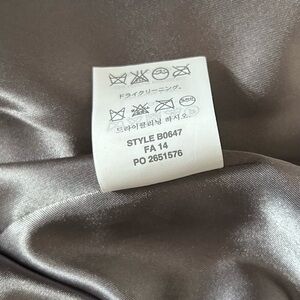 ドライクリーニング。
드라이클리닝 하시오
STYLE B0647
FA 14
PO 2651576